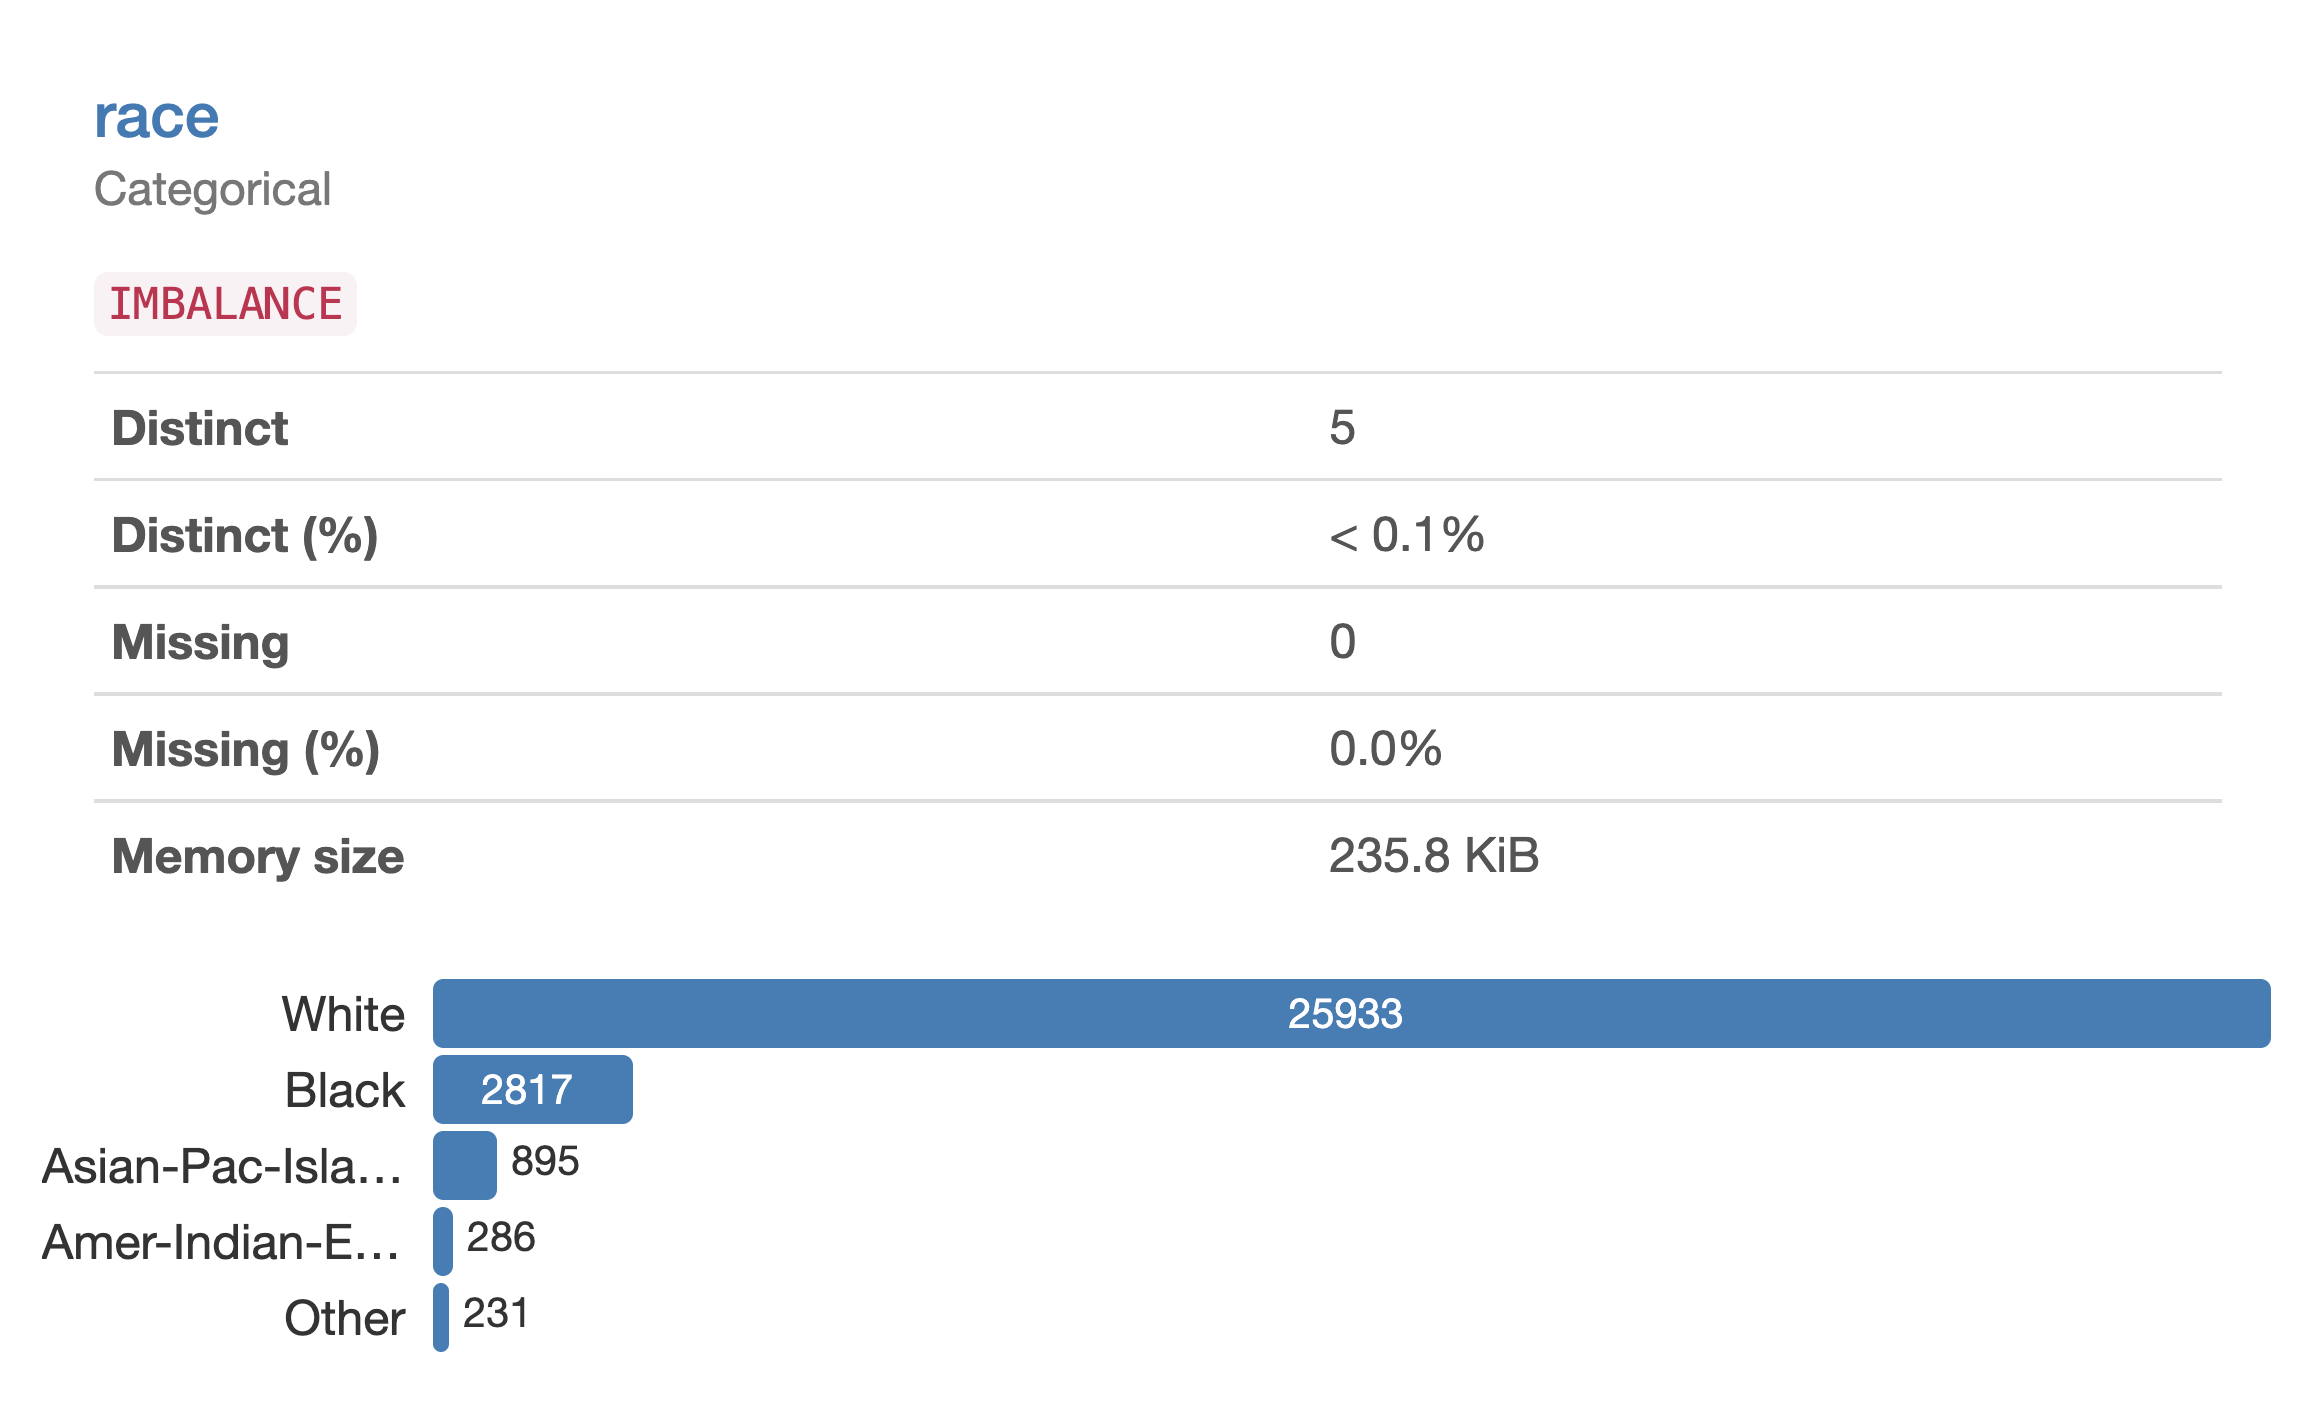 race
Categorical
IMBALANCE
Distinct 5
Distinct (%) < 0.1%
Missing 0
Missing (%) 0.0%
Memory size 235.8 KiB
White 25933
Black 2817
Asian-Pac-Isla… 895
Amer-Indian-E… 286
Other 231